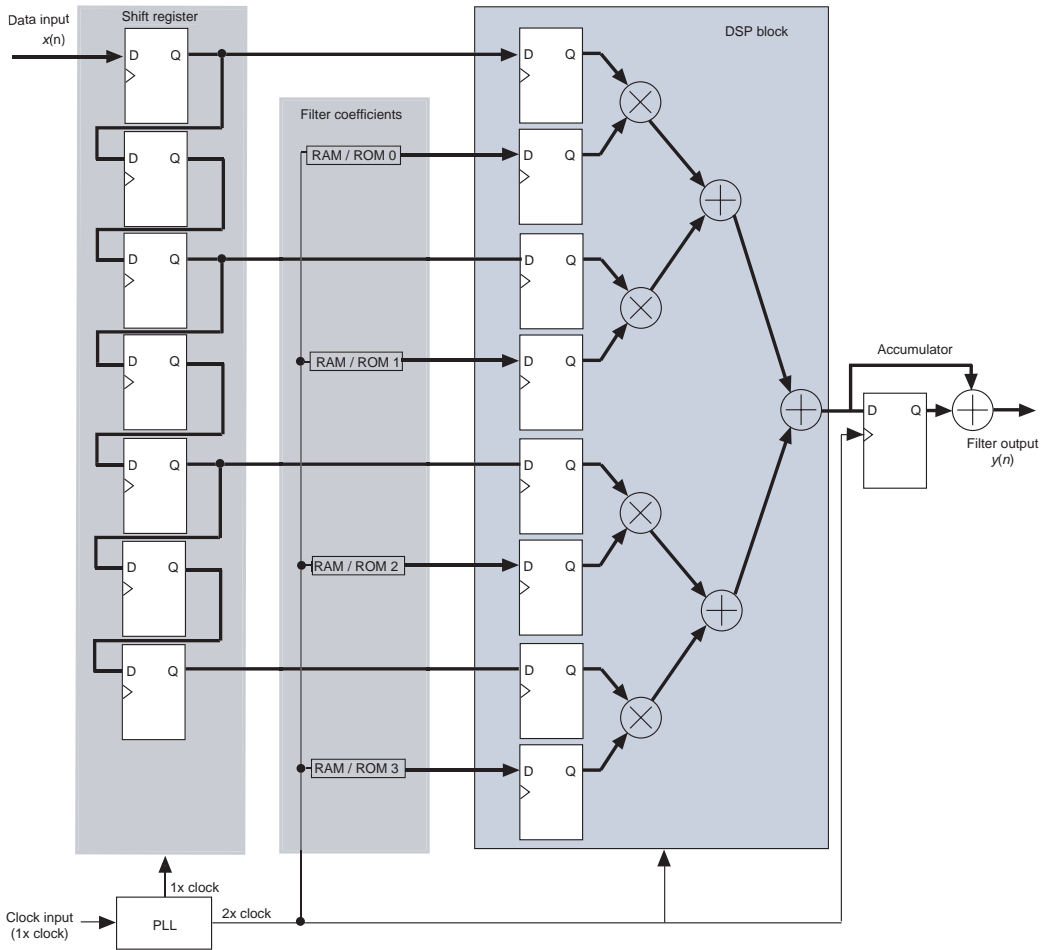 Data input
x(n)
Shift register
DSP block
D Q
D Q
Filter coefficients
RAM / ROM 0
D Q
D Q
D Q
D Q
D Q
RAM / ROM 1
D Q
Accumulator
D Q
Filter output
y(n)
D Q
D Q
D Q
RAM / ROM 2
D Q
D Q
D Q
RAM / ROM 3
D Q
1x clock
Clock input
(1x clock)
PLL
2x clock